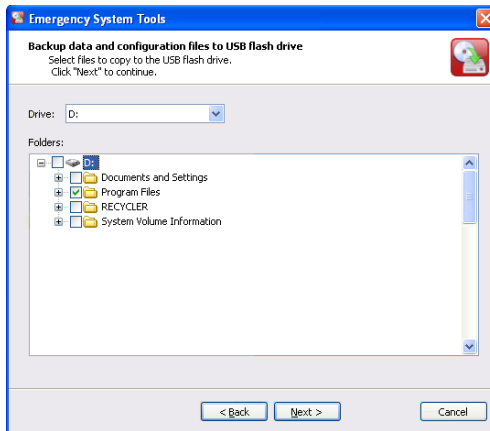 Emergency System Tools
Backup data and configuration files to USB flash drive
Select files to copy to the USB flash drive.
Click "Next" to continue.
Drive: D:
Folders:
D:
Documents and Settings
Program Files
RECYCLER
System Volume Information
< Back Next > Cancel